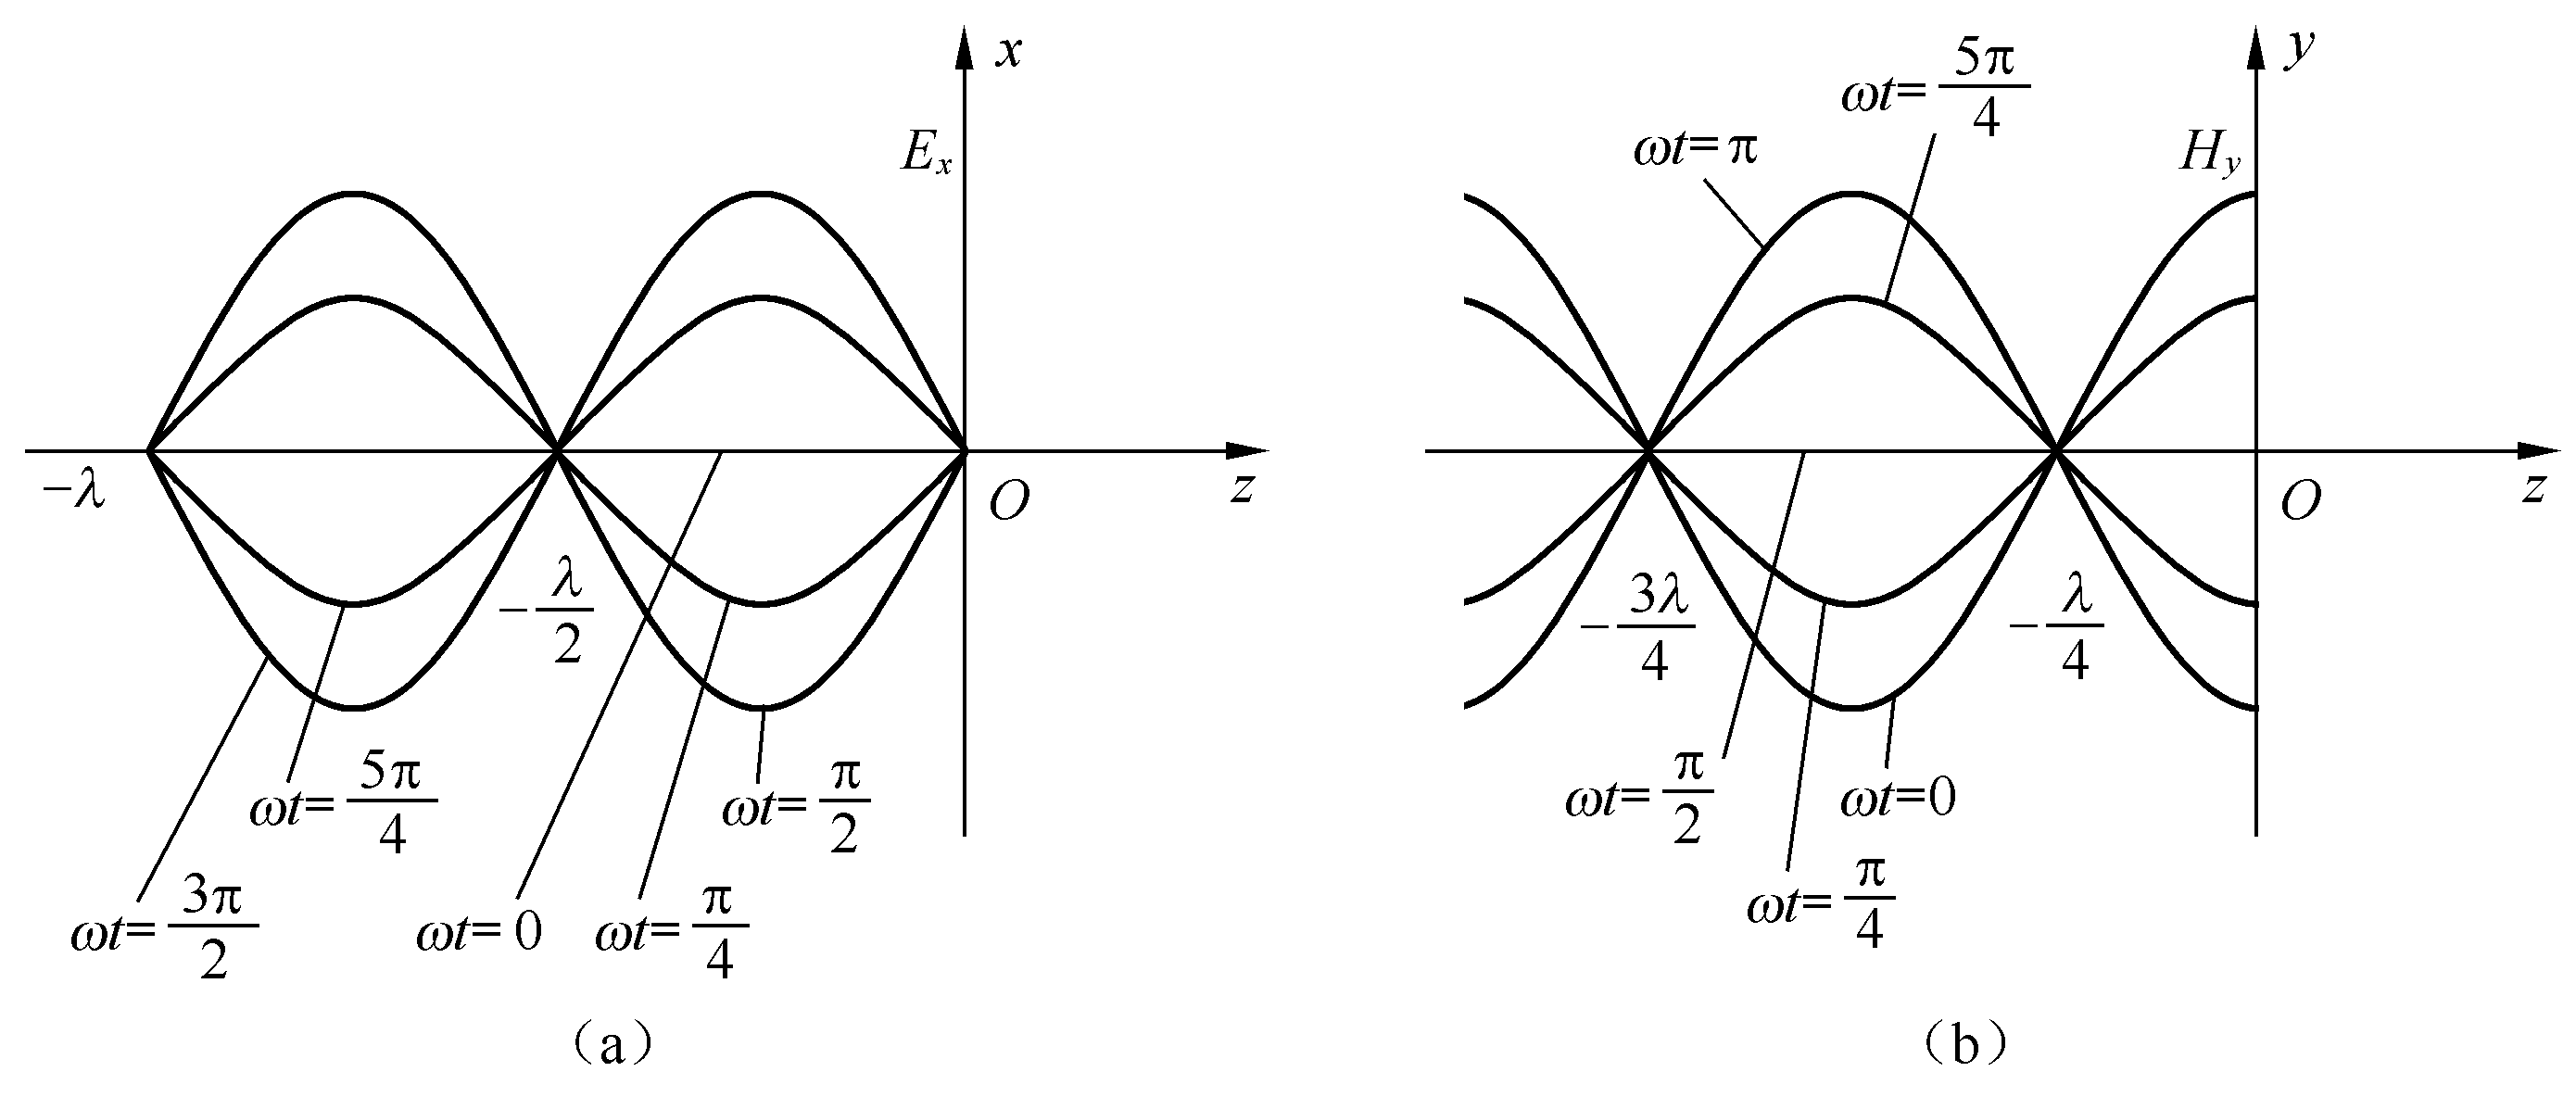 x
E_x
−λ
O
z
−λ/2
ωt=5π/4
ωt=π/2
ωt=3π/2
ωt=0
ωt=π/4
（a）
y
ωt=5π/4
ωt=π
H_y
O
z
−3λ/4
−λ/4
ωt=π/2
ωt=0
ωt=π/4
（b）